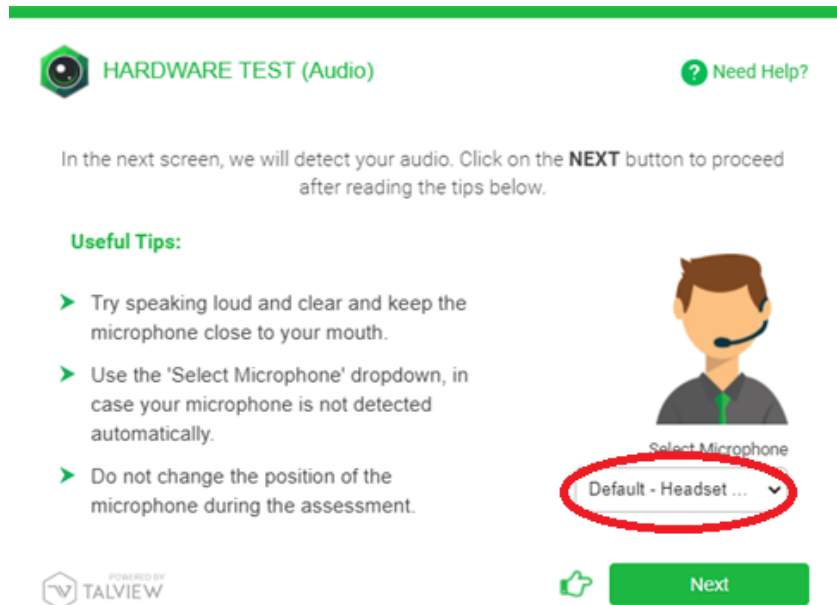 HARDWARE TEST (Audio)
Need Help?
In the next screen, we will detect your audio. Click on the NEXT button to proceed
after reading the tips below.
Useful Tips:
Try speaking loud and clear and keep the
microphone close to your mouth.
Use the 'Select Microphone' dropdown, in
case your microphone is not detected
automatically.
Do not change the position of the
microphone during the assessment.
Select Microphone
Default - Headset ...
POWERED BY
TALVIEW
Next